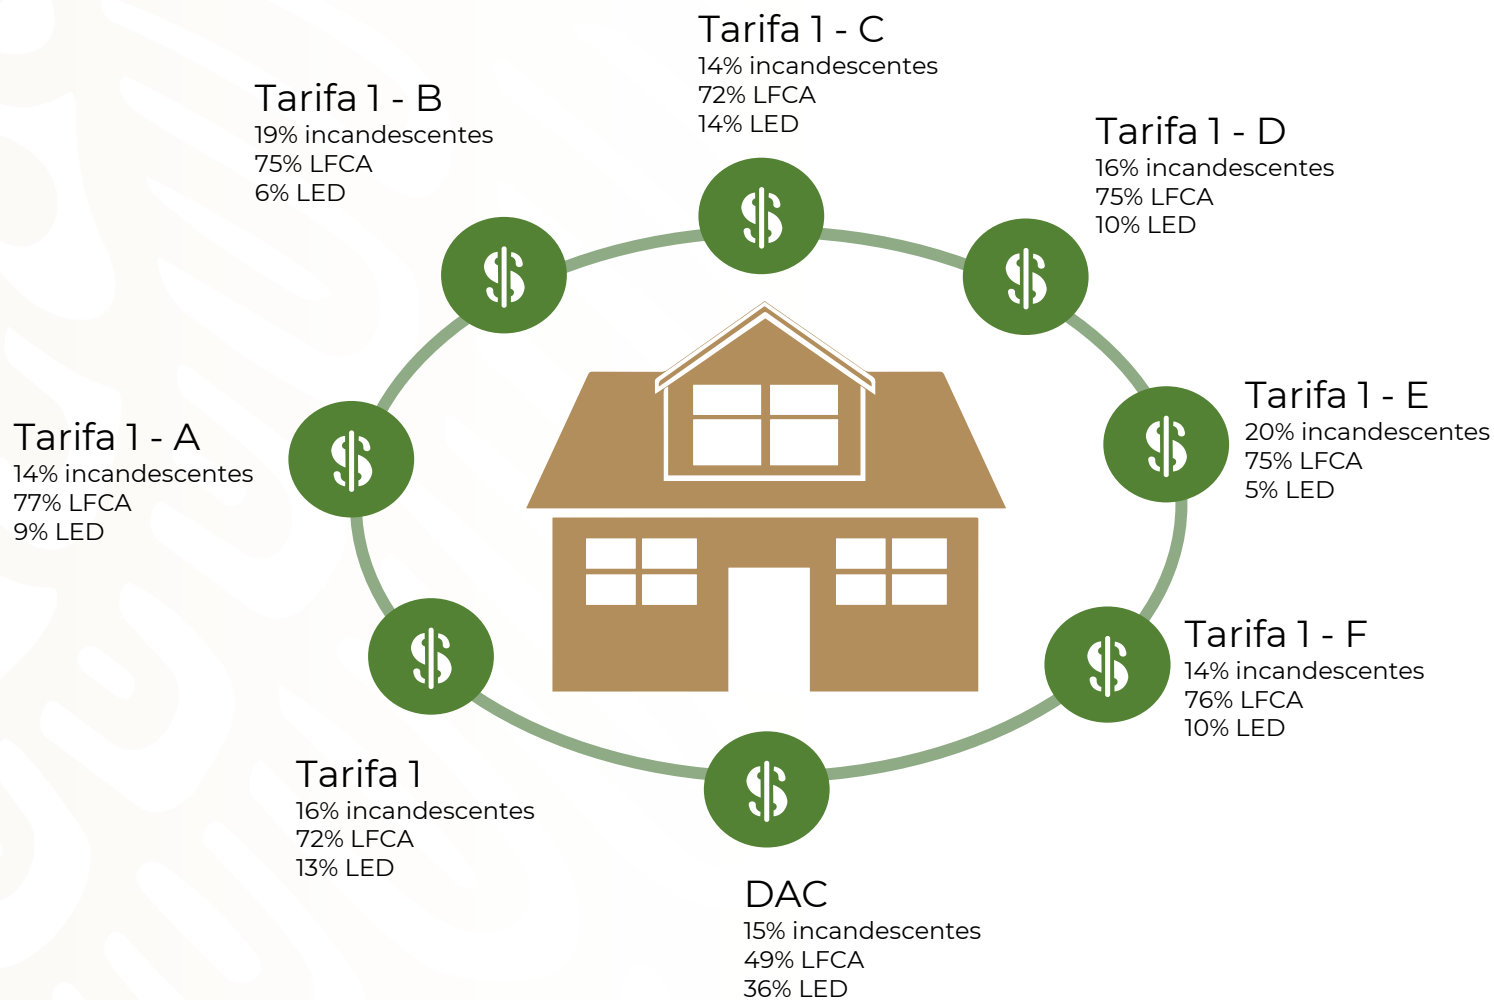 Tarifa 1 - C
14% incandescentes
72% LFCA
14% LED
Tarifa 1 - B
19% incandescentes
75% LFCA
6% LED
Tarifa 1 - D
16% incandescentes
75% LFCA
10% LED
Tarifa 1 - E
20% incandescentes
75% LFCA
5% LED
Tarifa 1 - A
14% incandescentes
77% LFCA
9% LED
Tarifa 1 - F
14% incandescentes
76% LFCA
10% LED
Tarifa 1
16% incandescentes
72% LFCA
13% LED
DAC
15% incandescentes
49% LFCA
36% LED